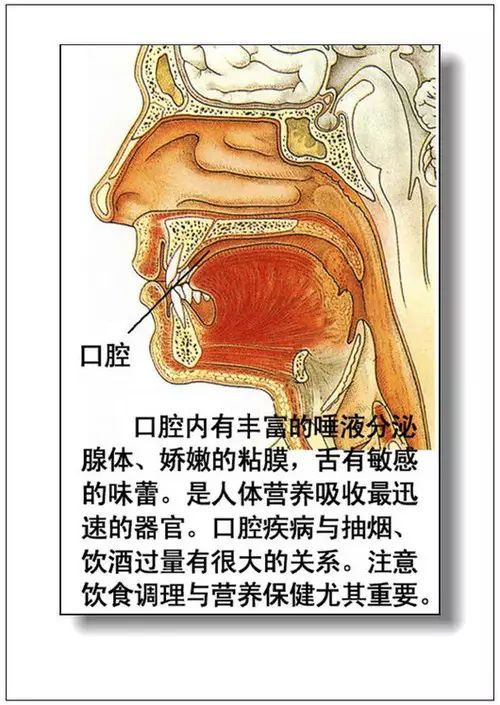 口腔
口腔内有丰富的唾液分泌
腺体、娇嫩的粘膜，舌有敏感
的味蕾。是人体营养吸收最迅
速的器官。口腔疾病与抽烟、
饮酒过量有很大的关系。注意
饮食调理与营养保健尤其重要。